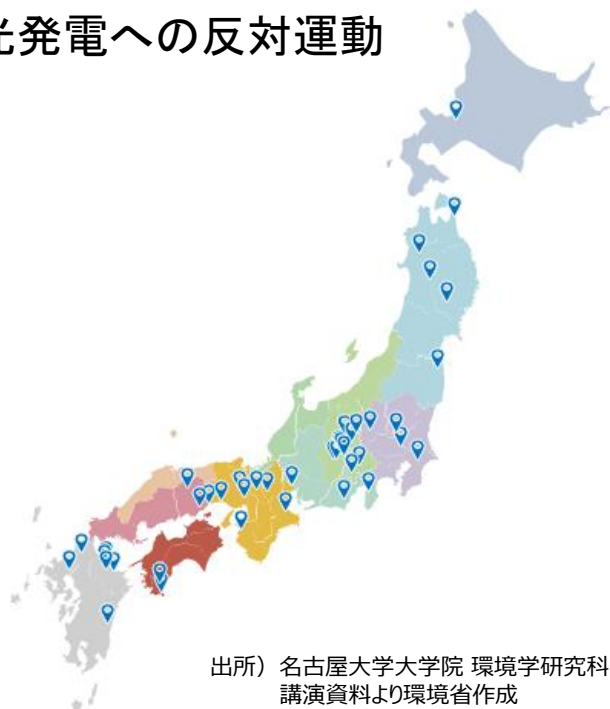 光発電への反対運動
出所） 名古屋大学大学院 環境学研究科
講演資料より環境省作成